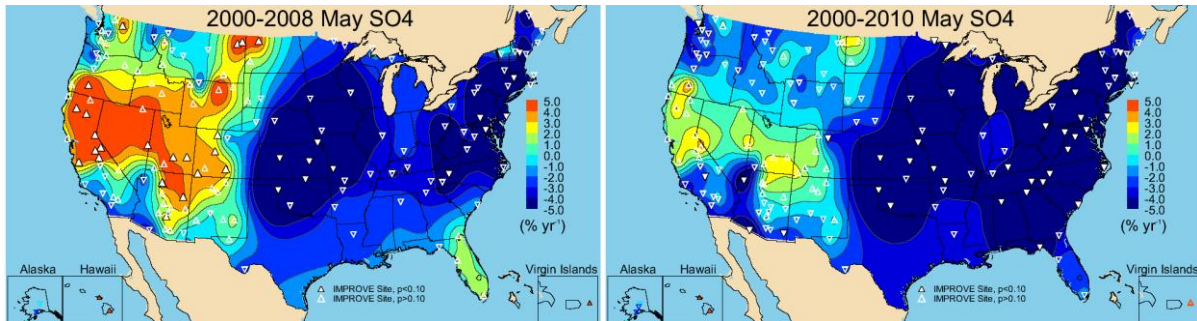 2000-2008 May SO4
5.0
4.0
3.0
2.0
1.0
0.0
-1.0
-2.0
-3.0
-4.0
-5.0
(% yr¹)
Alaska
Hawaii
IMPROVE Site, p<0.10
IMPROVE Site, p>0.10
Virgin Islands
2000-2010 May SO4
5.0
4.0
3.0
2.0
1.0
0.0
-1.0
-2.0
-3.0
-4.0
-5.0
(% yr¹)
Alaska
Hawaii
IMPROVE Site, p<0.10
IMPROVE Site, p>0.10
Virgin Islands